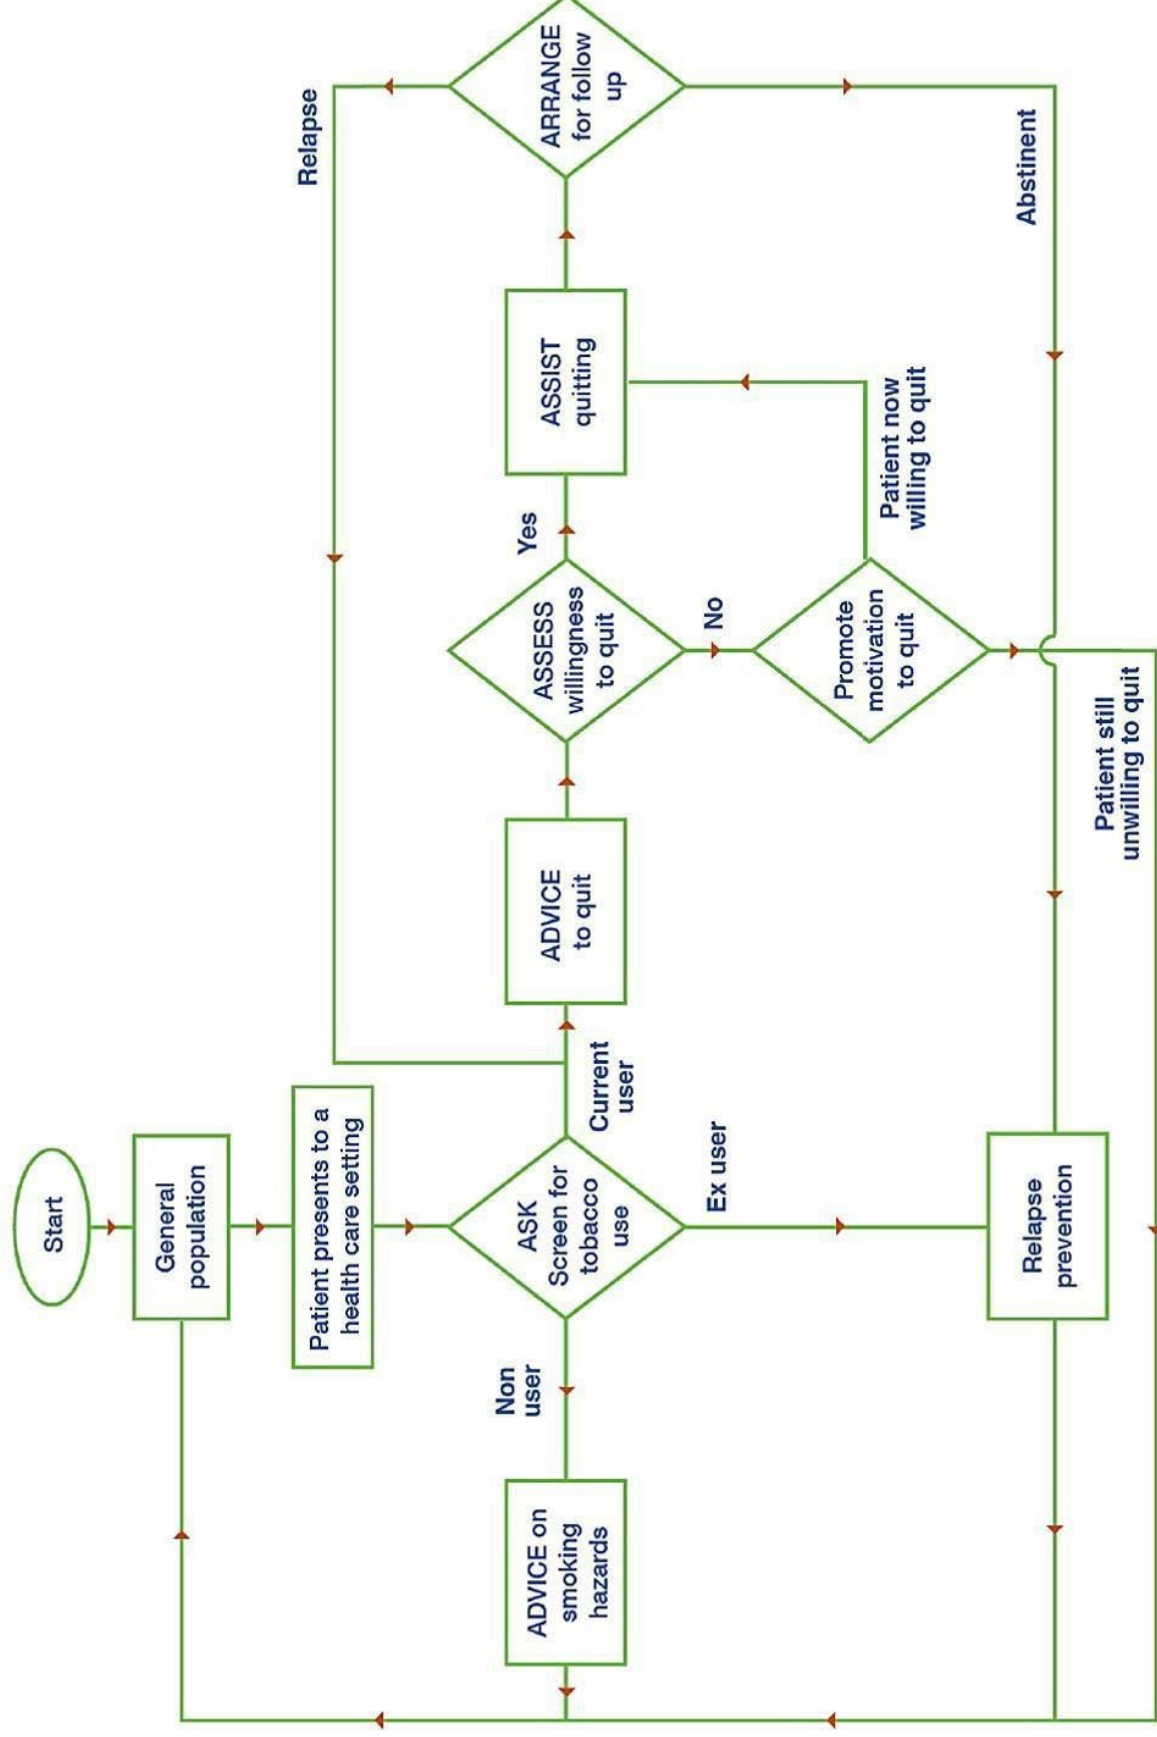 Start
General
population
Patient presents to a
health care setting
ASK
Screen for
tobacco
use
Non
user
ADVICE on
smoking
hazards
Current
user
ADVICE
to quit
ASSESS
willingness
to quit
Yes
ASSIST
quitting
ARRANGE
for follow
up
Relapse
No
Promote
motivation
to quit
Patient now
willing to quit
Abstinent
Ex user
Relapse
prevention
Patient still
unwilling to quit